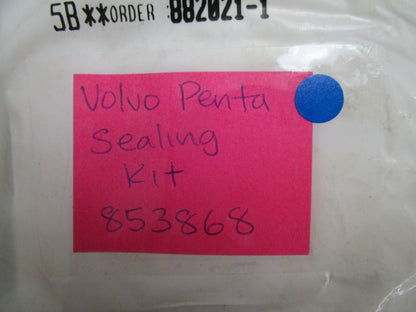 5B**ORDER 882021-1
Volvo Penta
Sealing
Kit
853868